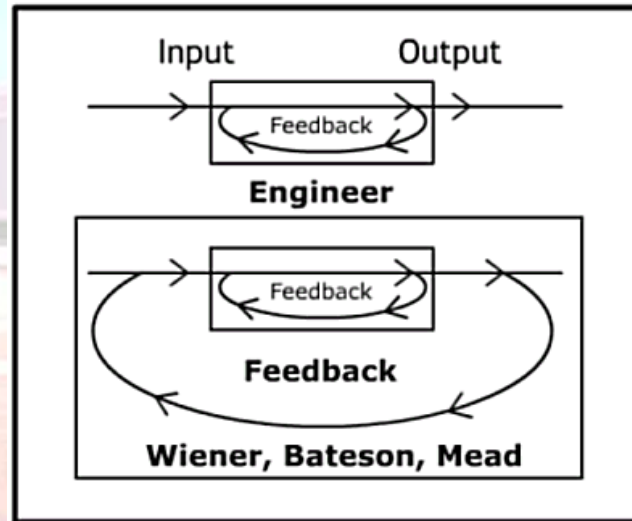 Input Output
Feedback
Engineer
Feedback
Feedback
Wiener, Bateson, Mead